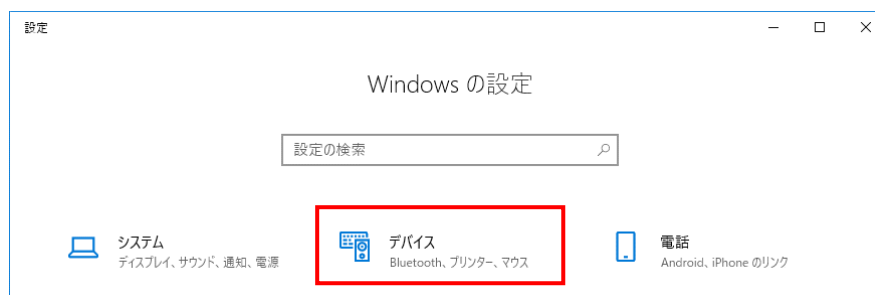 設定
Windows の設定
設定の検索
システム
ディスプレイ、サウンド、通知、電源
デバイス
Bluetooth、プリンター、マウス
電話
Android、iPhone のリンク